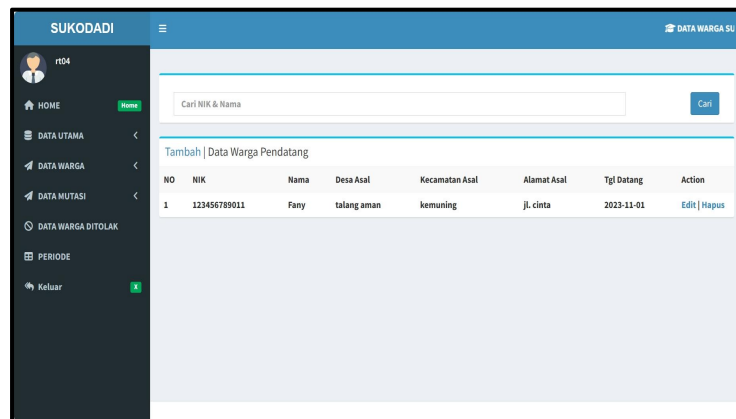 SUKODADI
DATA WARGA SU
rt04
HOME Home
DATA UTAMA
DATA WARGA
DATA MUTASI
DATA WARGA DITOLAK
PERIODE
Keluar X
Cari NIK & Nama Cari
Tambah | Data Warga Pendatang
NO NIK Nama Desa Asal Kecamatan Asal Alamat Asal Tgl Datang Action
1 123456789011 Fany talang aman kemuning jl. cinta 2023-11-01 Edit | Hapus